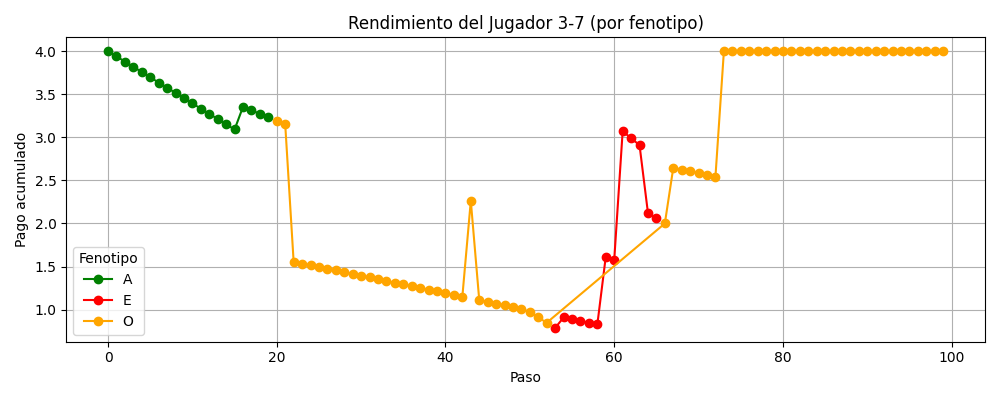 Rendimiento del Jugador 3-7 (por fenotipo)
Pago acumulado
4.0
3.5
3.0
2.5
2.0
1.5
1.0
Fenotipo
A
E
O
0 20 40 60 80 100
Paso